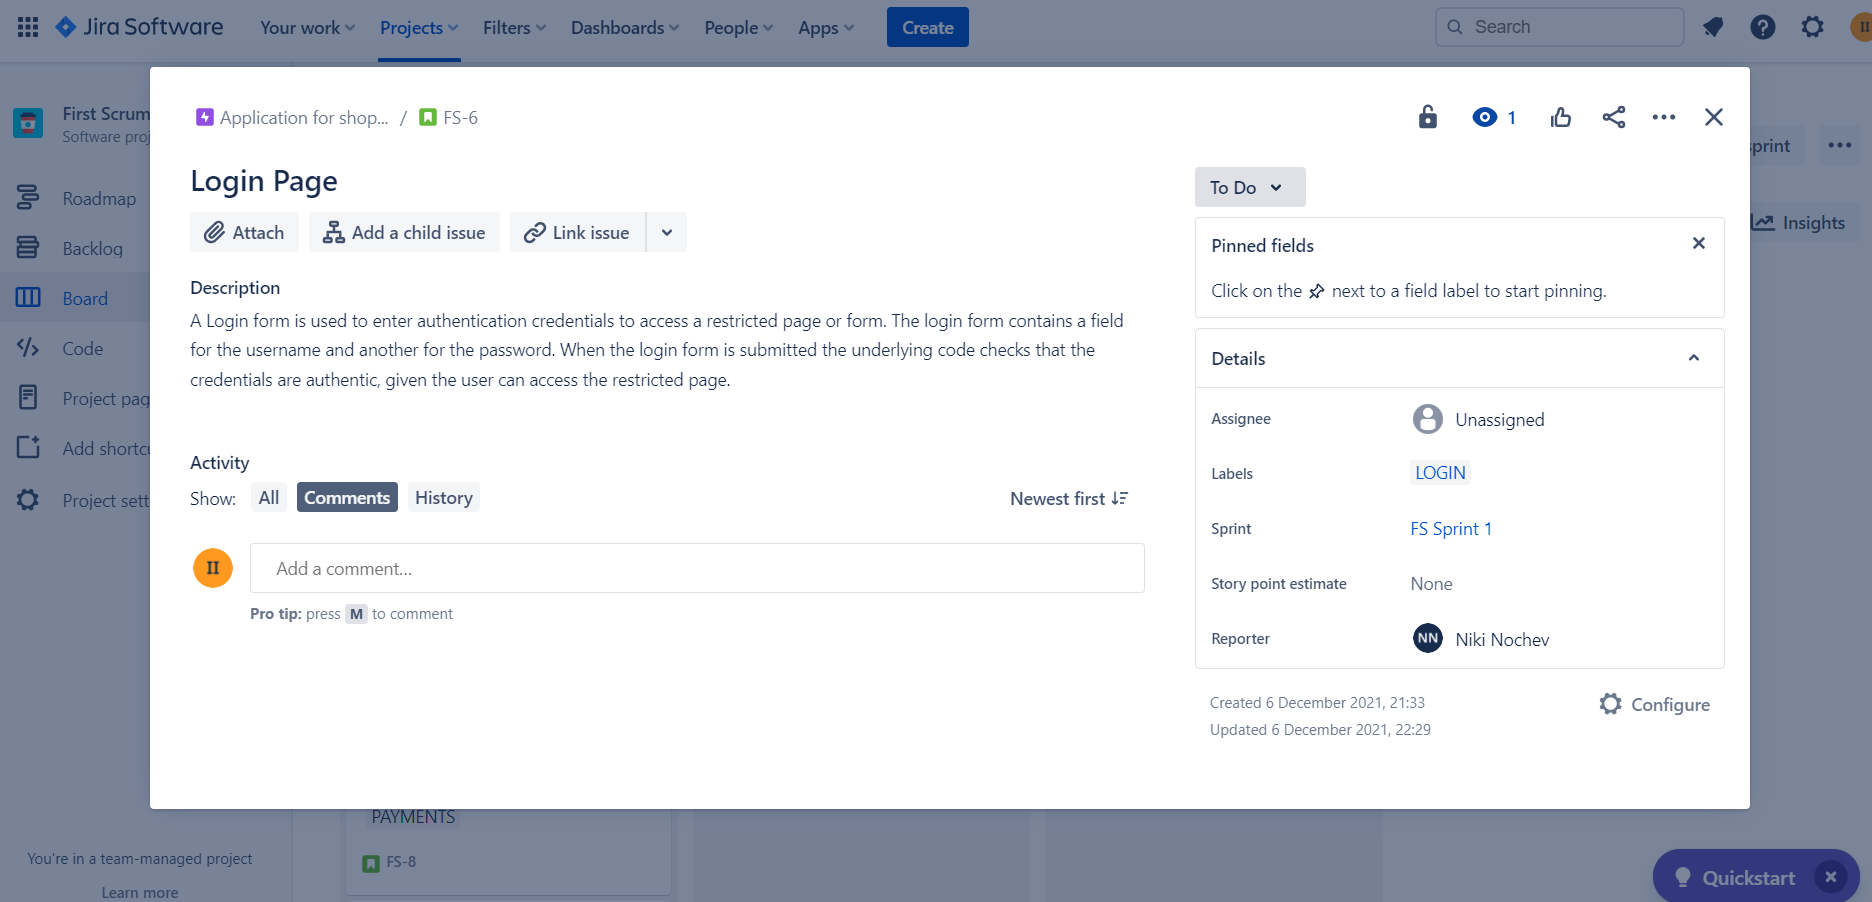 Jira Software
Your work
Projects
Filters
Dashboards
People
Apps
Create
Search
II
First Scrum
Software proj
Roadmap
Backlog
Board
Code
Project pag
Add shortcu
Project sett
You're in a team-managed project
Learn more
Application for shop... / FS-6
1
Login Page
Attach
Add a child issue
Link issue
Description
A Login form is used to enter authentication credentials to access a restricted page or form. The login form contains a field
for the username and another for the password. When the login form is submitted the underlying code checks that the
credentials are authentic, given the user can access the restricted page.
Activity
Show: All Comments History
Newest first
II
Add a comment...
Pro tip: press M to comment
To Do
Pinned fields
Click on the next to a field label to start pinning.
Details
Assignee Unassigned
Labels LOGIN
Sprint FS Sprint 1
Story point estimate None
Reporter NN Niki Nochev
Created 6 December 2021, 21:33
Updated 6 December 2021, 22:29
Configure
sprint
Insights
PAYMENTS
FS-8
Quickstart